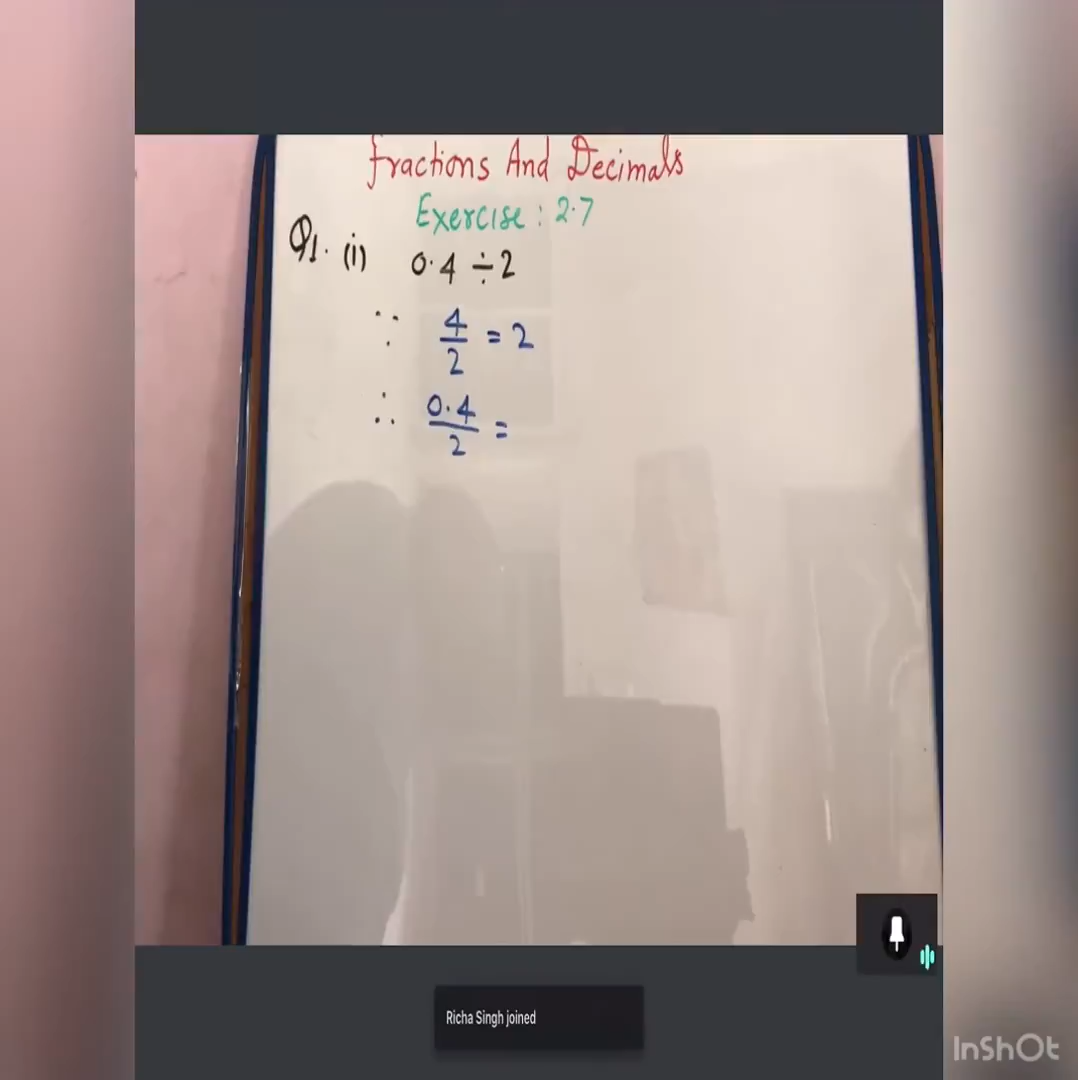 Fractions And Decimals
Exercise : 2.7
Q1. (i) 0.4 ÷ 2
∵ 4/2 = 2
∴ 0.4/2 =
Richa Singh joined
InShOt